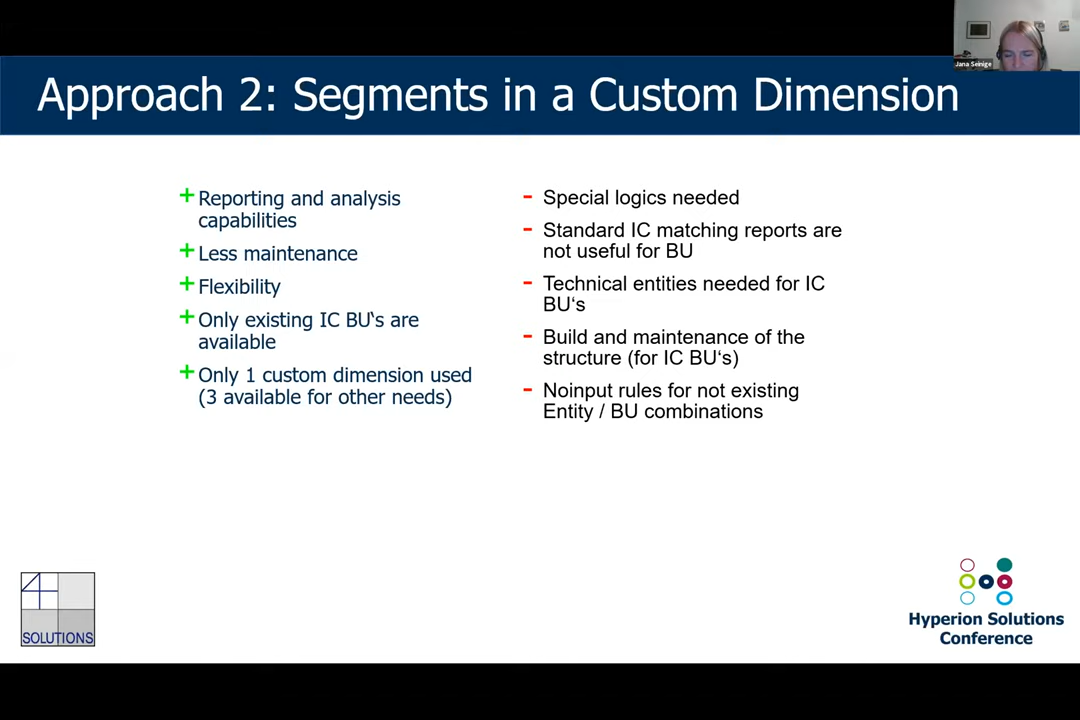 Jana Seinige
Approach 2: Segments in a Custom Dimension
+ Reporting and analysis
capabilities
+ Less maintenance
+ Flexibility
+ Only existing IC BU‘s are
available
+ Only 1 custom dimension used
(3 available for other needs)
- Special logics needed
- Standard IC matching reports are
not useful for BU
- Technical entities needed for IC
BU‘s
- Build and maintenance of the
structure (for IC BU‘s)
- Noinput rules for not existing
Entity / BU combinations
4
SOLUTIONS
Hyperion Solutions
Conference